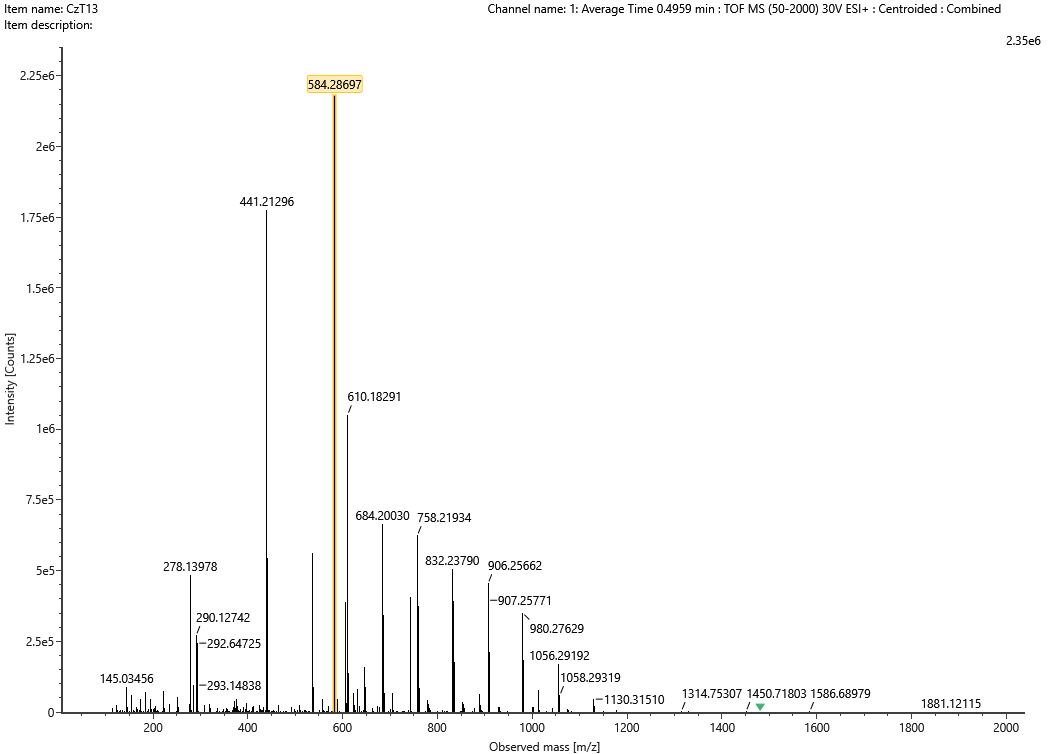 Item name: CzT13
Channel name: 1: Average Time 0.4959 min : TOF MS (50-2000) 30V ESI+ : Centroided : Combined
Item description:
2.35e6
2.25e6
584.28697
2e6
441.21296
1.75e6
1.5e6
1.25e6
Intensity [Counts]
610.18291
1e6
7.5e5
684.20030
758.21934
278.13978
832.23790
906.25662
5e5
907.25771
290.12742
980.27629
292.64725
2.5e5
1056.29192
145.03456
293.14838
1058.29319
1130.31510
1314.75307
1450.71803
1586.68979
1881.12115
0
200
400
600
800
1000
1200
1400
1600
1800
2000
Observed mass [m/z]